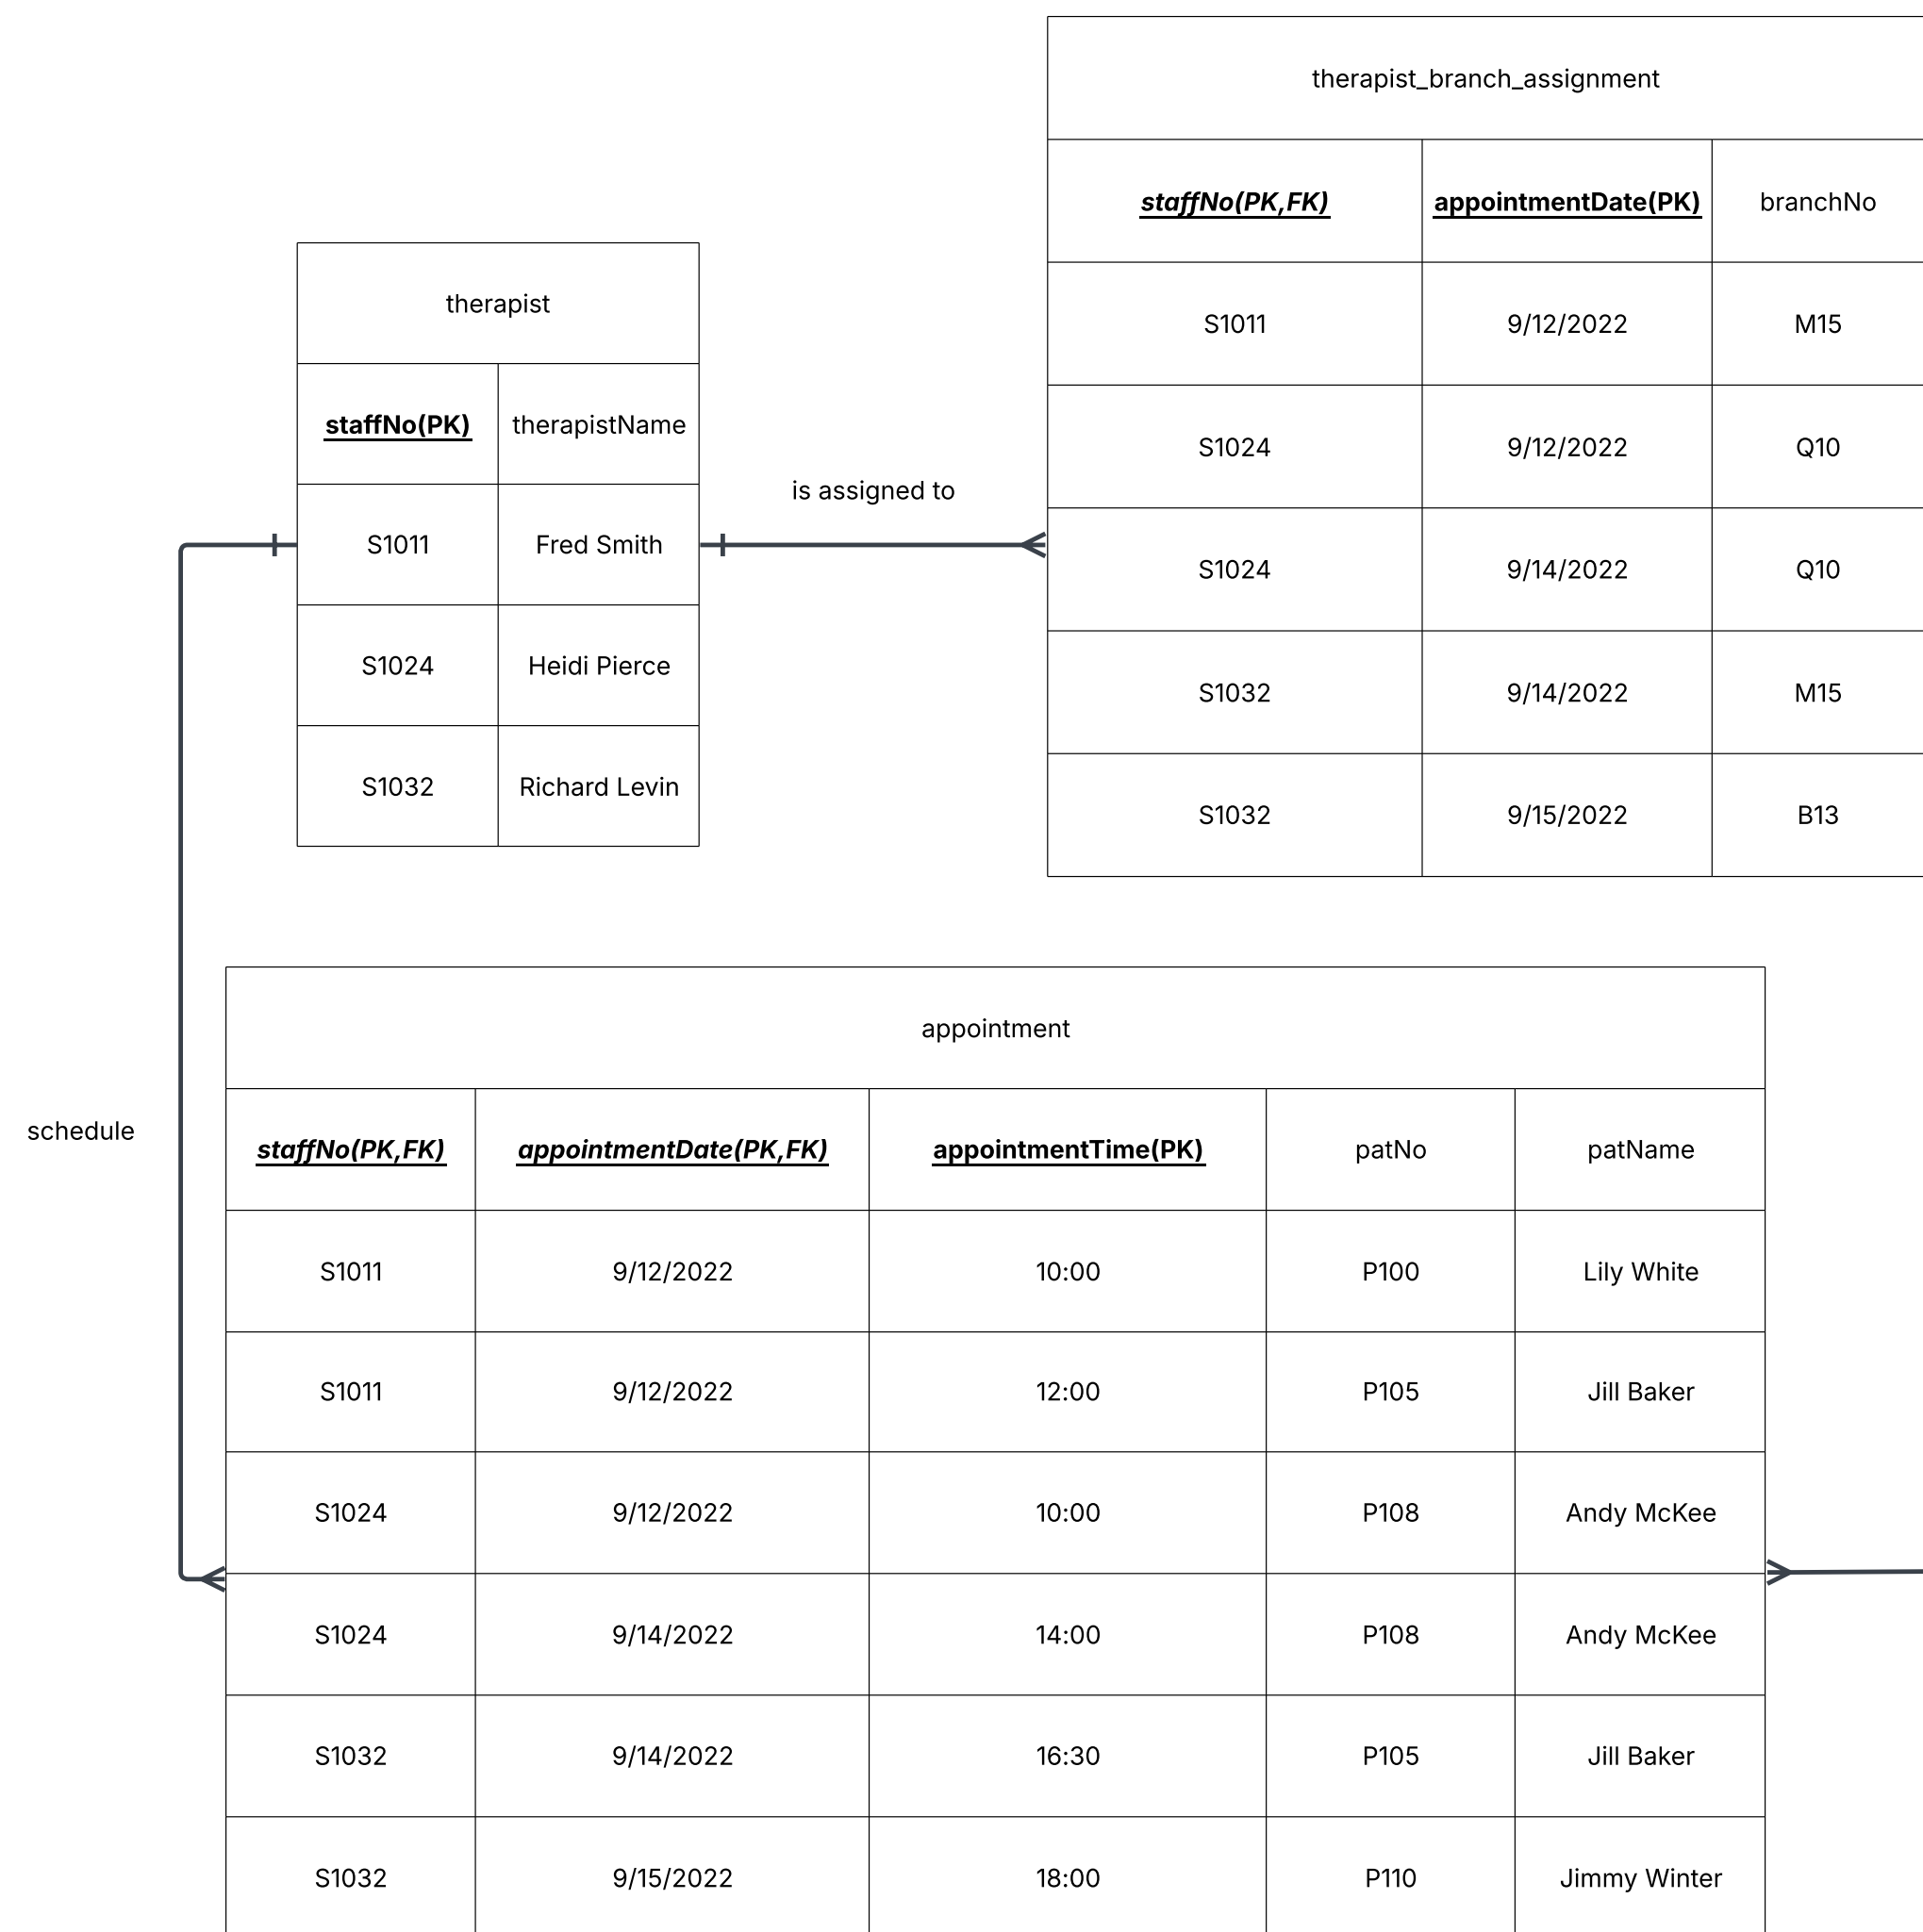 therapist_branch_assignment
staffNo(PK,FK) appointmentDate(PK) branchNo
S1011 9/12/2022 M15
S1024 9/12/2022 Q10
S1024 9/14/2022 Q10
S1032 9/14/2022 M15
S1032 9/15/2022 B13
therapist
staffNo(PK) therapistName
S1011 Fred Smith
S1024 Heidi Pierce
S1032 Richard Levin
is assigned to
schedule
appointment
staffNo(PK,FK) appointmentDate(PK,FK) appointmentTime(PK) patNo patName
S1011 9/12/2022 10:00 P100 Lily White
S1011 9/12/2022 12:00 P105 Jill Baker
S1024 9/12/2022 10:00 P108 Andy McKee
S1024 9/14/2022 14:00 P108 Andy McKee
S1032 9/14/2022 16:30 P105 Jill Baker
S1032 9/15/2022 18:00 P110 Jimmy Winter